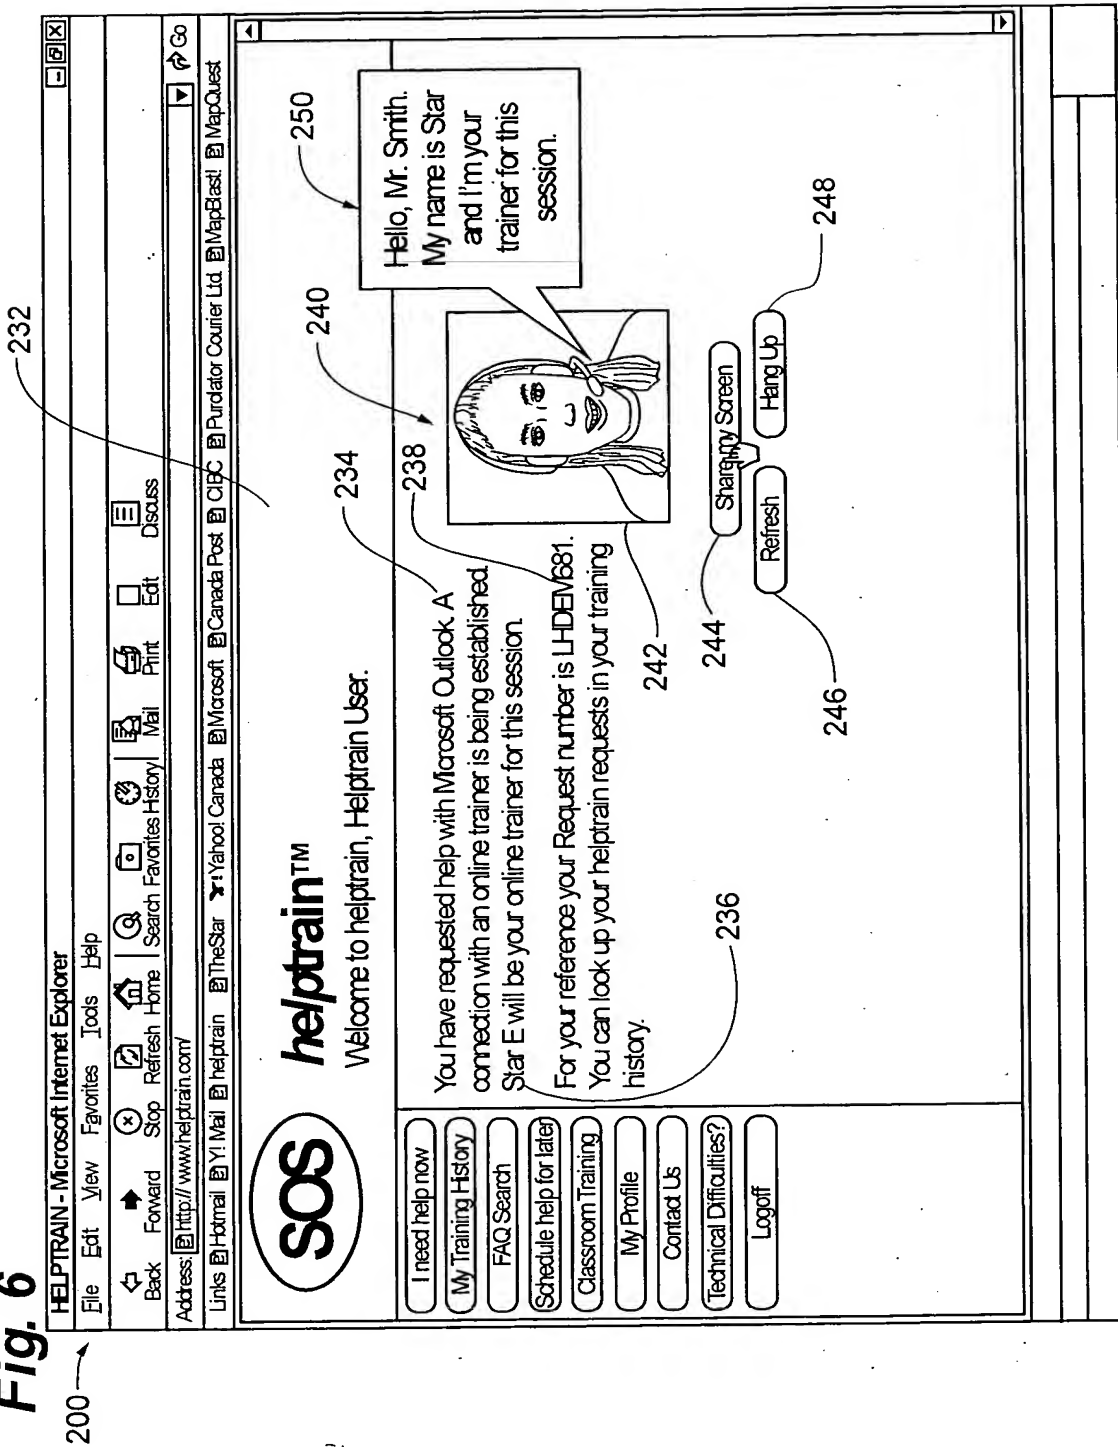 Fig. 6
200
232
HELPTRAIN - Microsoft Internet Explorer
File Edit View Favorites Tools Help
Back Forward Stop Refresh Home Search Favorites History Mail Print Edit Discuss
Address: http://www.helptrain.com/ Go
Links Hotmail Y! Mail helptrain TheStar Y! Yahoo! Canada Microsoft Canada Post CIBC Purolator Courier Ltd. MapBlast! MapQuest
SOS
helptrain™
Welcome to helptrain, Helptrain User.
I need help now
My Training History
FAQ Search
Schedule help for later
Classroom Training
My Profile
Contact Us
Technical Difficulties?
Logoff
You have requested help with Microsoft Outlook. A
connection with an online trainer is being established.
Star E will be your online trainer for this session.
For your reference your Request number is LHDEM681.
You can look up your helptrain requests in your training
history.
234
238
236
240
250
Hello, Mr. Smith.
My name is Star
and I'm your
trainer for this
session.
242
Share my Screen
244
Refresh
Hang Up
246
248